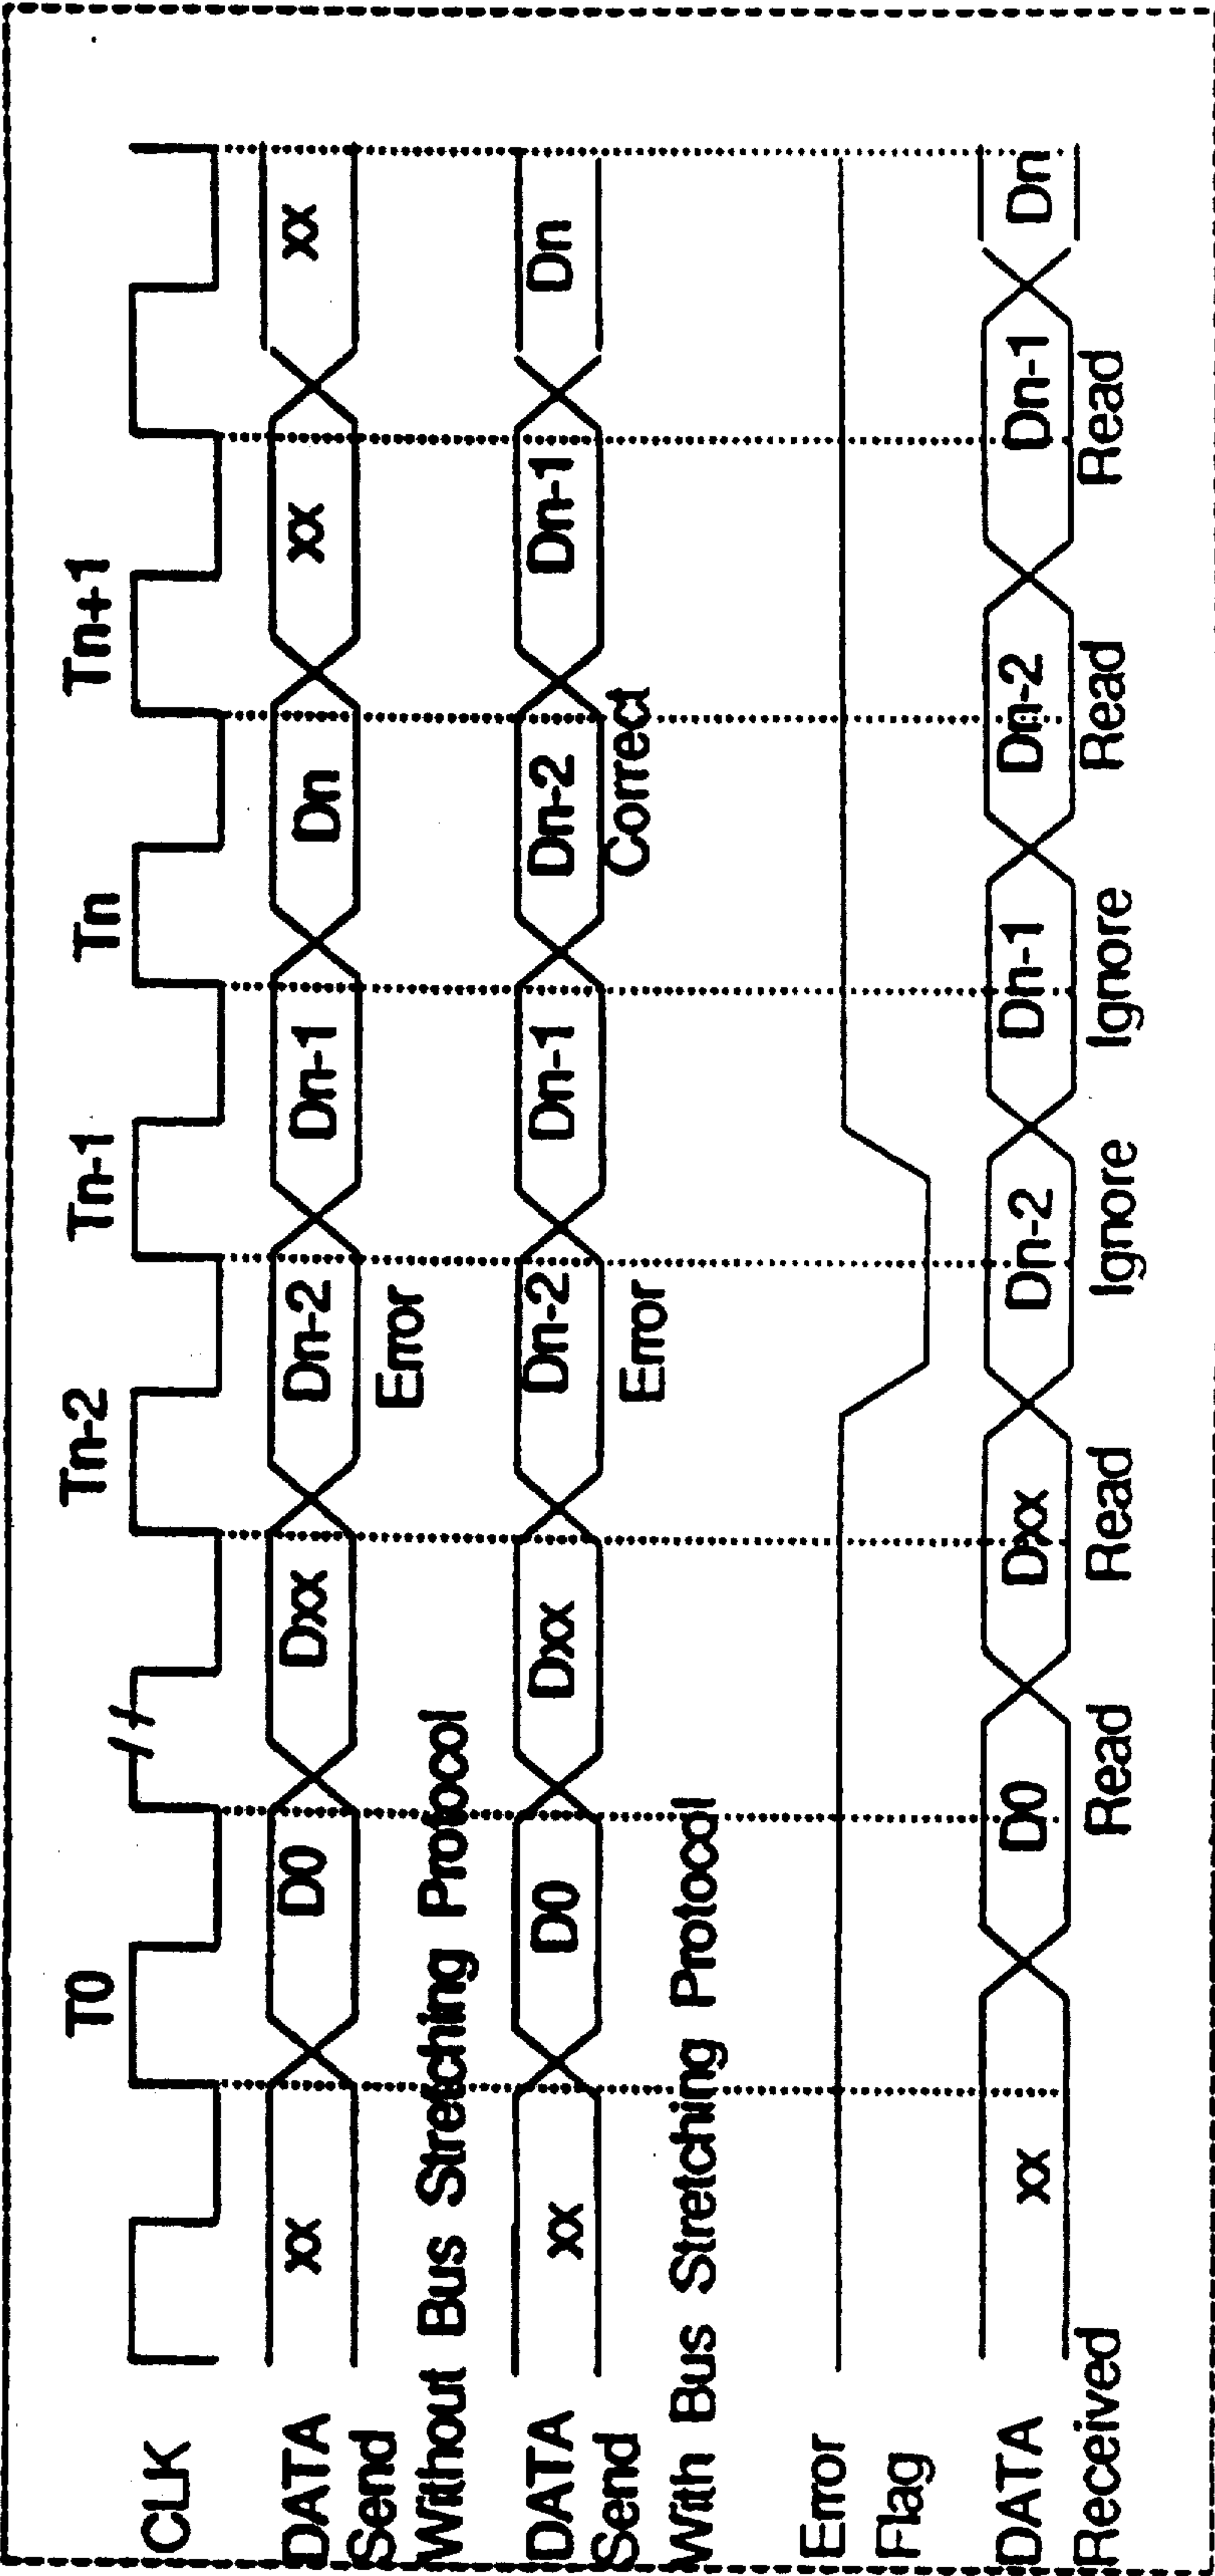 T0 Tn-2 Tn-1 Tn Tn+1
CLK
DATA Send
xx D0 Dxx Dn-2 Dn-1 Dn xx xx
Error
Without Bus Stretching Protocol
DATA Send
xx D0 Dxx Dn-2 Dn-1 Dn-2 Dn-1 Dn
Error Correct
With Bus Stretching Protocol
Error
Flag
DATA
xx D0 Dxx Dn-2 Dn-1 Dn-2 Dn-1 Dn
Received Read Read Ignore Ignore Read Read